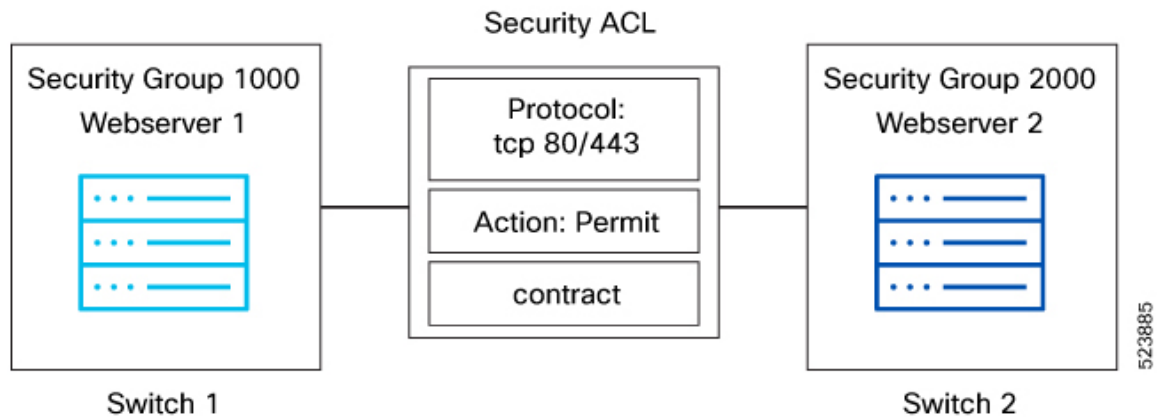 Security ACL
Security Group 1000
Webserver 1
Protocol:
tcp 80/443
Action: Permit
contract
Security Group 2000
Webserver 2
Switch 1
Switch 2
523885